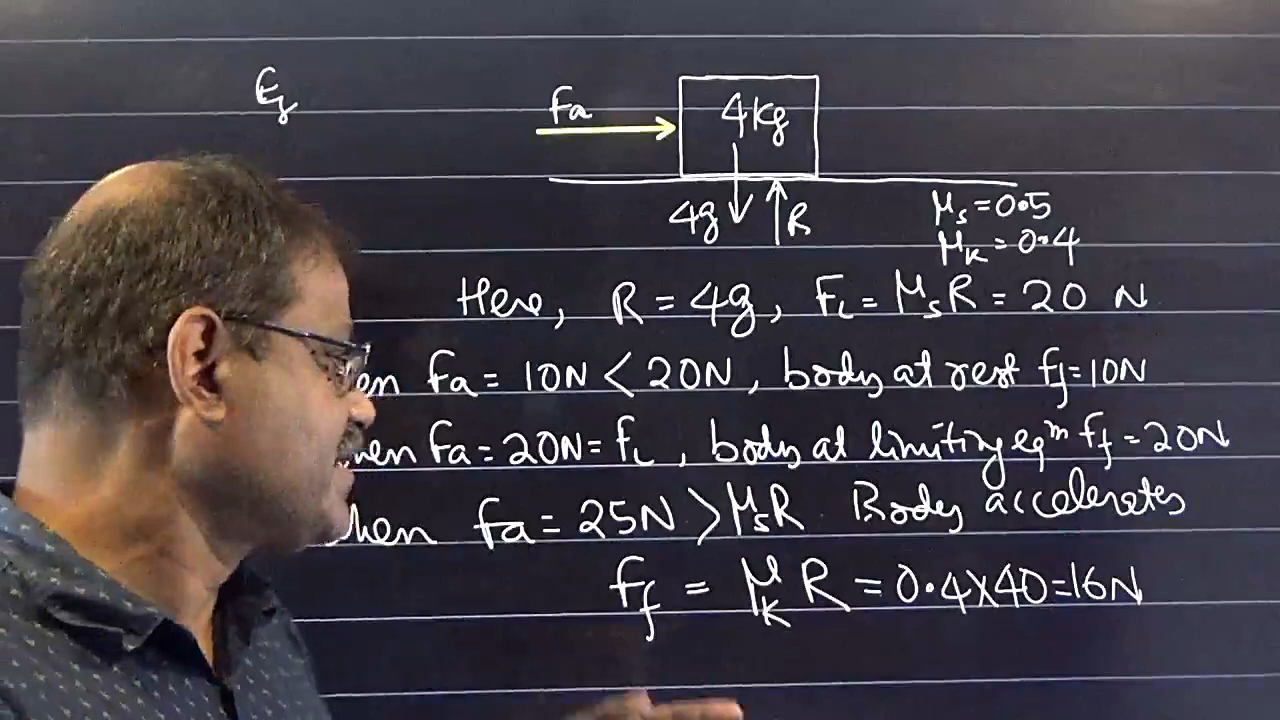 Eg
Fa
4Kg
4g
R
μs = 0.5
μk = 0.4
Here, R = 4g, FL = μsR = 20 N
en Fa = 10N < 20N, body at rest ff = 10N
hen Fa = 20N = fL, body at limiting eqm ff = 20N
hen Fa = 25N > μsR Body accelerates
ff = μk R = 0.4×40 = 16N